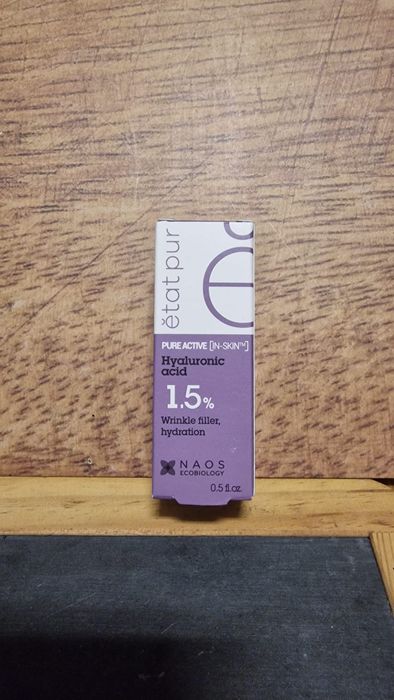 état pur
PURE ACTIVE [IN-SKIN™]
Hyaluronic
acid
1.5%
Wrinkle filler,
hydration
NAOS
ECOBIOLOGY
0.5 fl.oz.